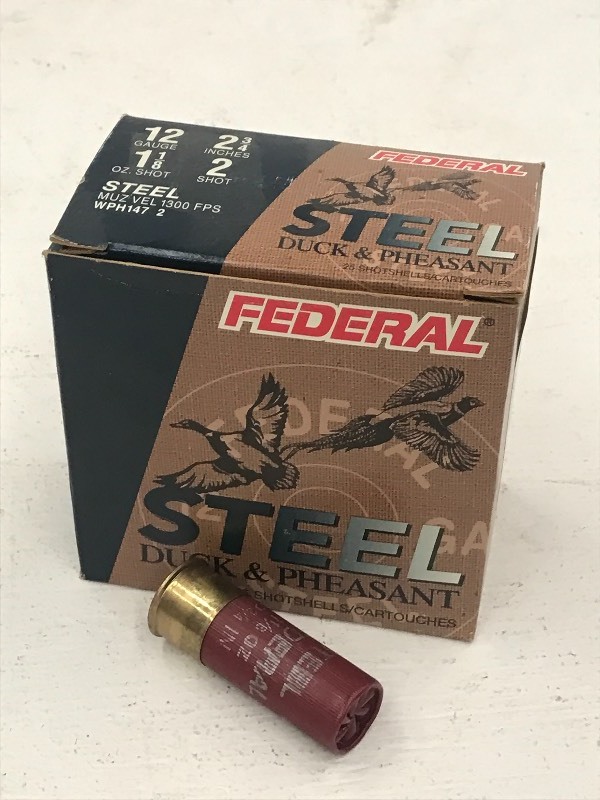 12 2 3/4
GAUGE INCHES
1 1/8 2
OZ. SHOT SHOT
STEEL
MUZ VEL 1300 FPS
WPH147 2
FEDERAL
STEEL
DUCK & PHEASANT
25 SHOTSHELLS/CARTOUCHES
FEDERAL®
STEEL
DUCK & PHEASANT
SHOTSHELLS/CARTOUCHES